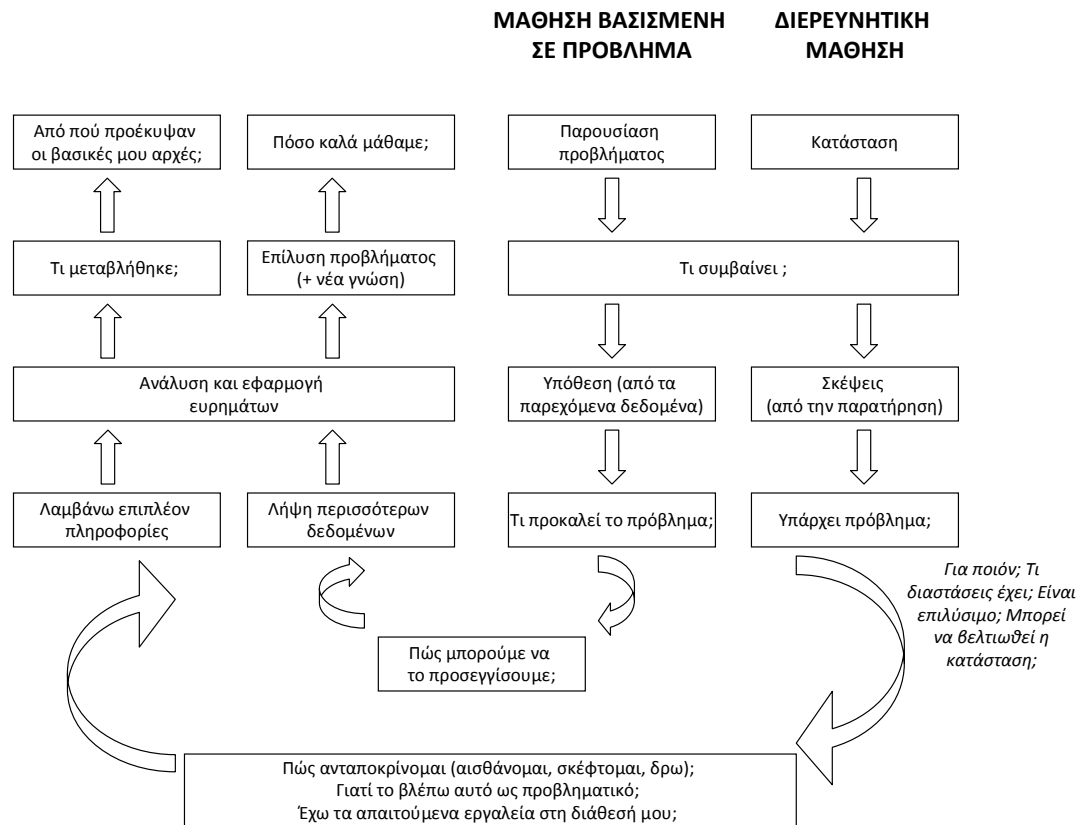 ΜΑΘΗΣΗ ΒΑΣΙΣΜΕΝΗ
ΣΕ ΠΡΟΒΛΗΜΑ
ΔΙΕΡΕΥΝΗΤΙΚΗ
ΜΑΘΗΣΗ
Από πού προέκυψαν
οι βασικές μου αρχές;
Πόσο καλά μάθαμε;
Παρουσίαση
προβλήματος
Κατάσταση
Τι μεταβλήθηκε;
Επίλυση προβλήματος
(+ νέα γνώση)
Τι συμβαίνει ;
Ανάλυση και εφαρμογή
ευρημάτων
Υπόθεση (από τα
παρεχόμενα δεδομένα)
Σκέψεις
(από την παρατήρηση)
Λαμβάνω επιπλέον
πληροφορίες
Λήψη περισσότερων
δεδομένων
Τι προκαλεί το πρόβλημα;
Υπάρχει πρόβλημα;
Για ποιόν; Τι
διαστάσεις έχει; Είναι
επιλύσιμο; Μπορεί
να βελτιωθεί η
κατάσταση;
Πώς μπορούμε να
το προσεγγίσουμε;
Πώς ανταποκρίνομαι (αισθάνομαι, σκέφτομαι, δρω);
Γιατί το βλέπω αυτό ως προβληματικό;
Έχω τα απαιτούμενα εργαλεία στη διάθεσή μου;